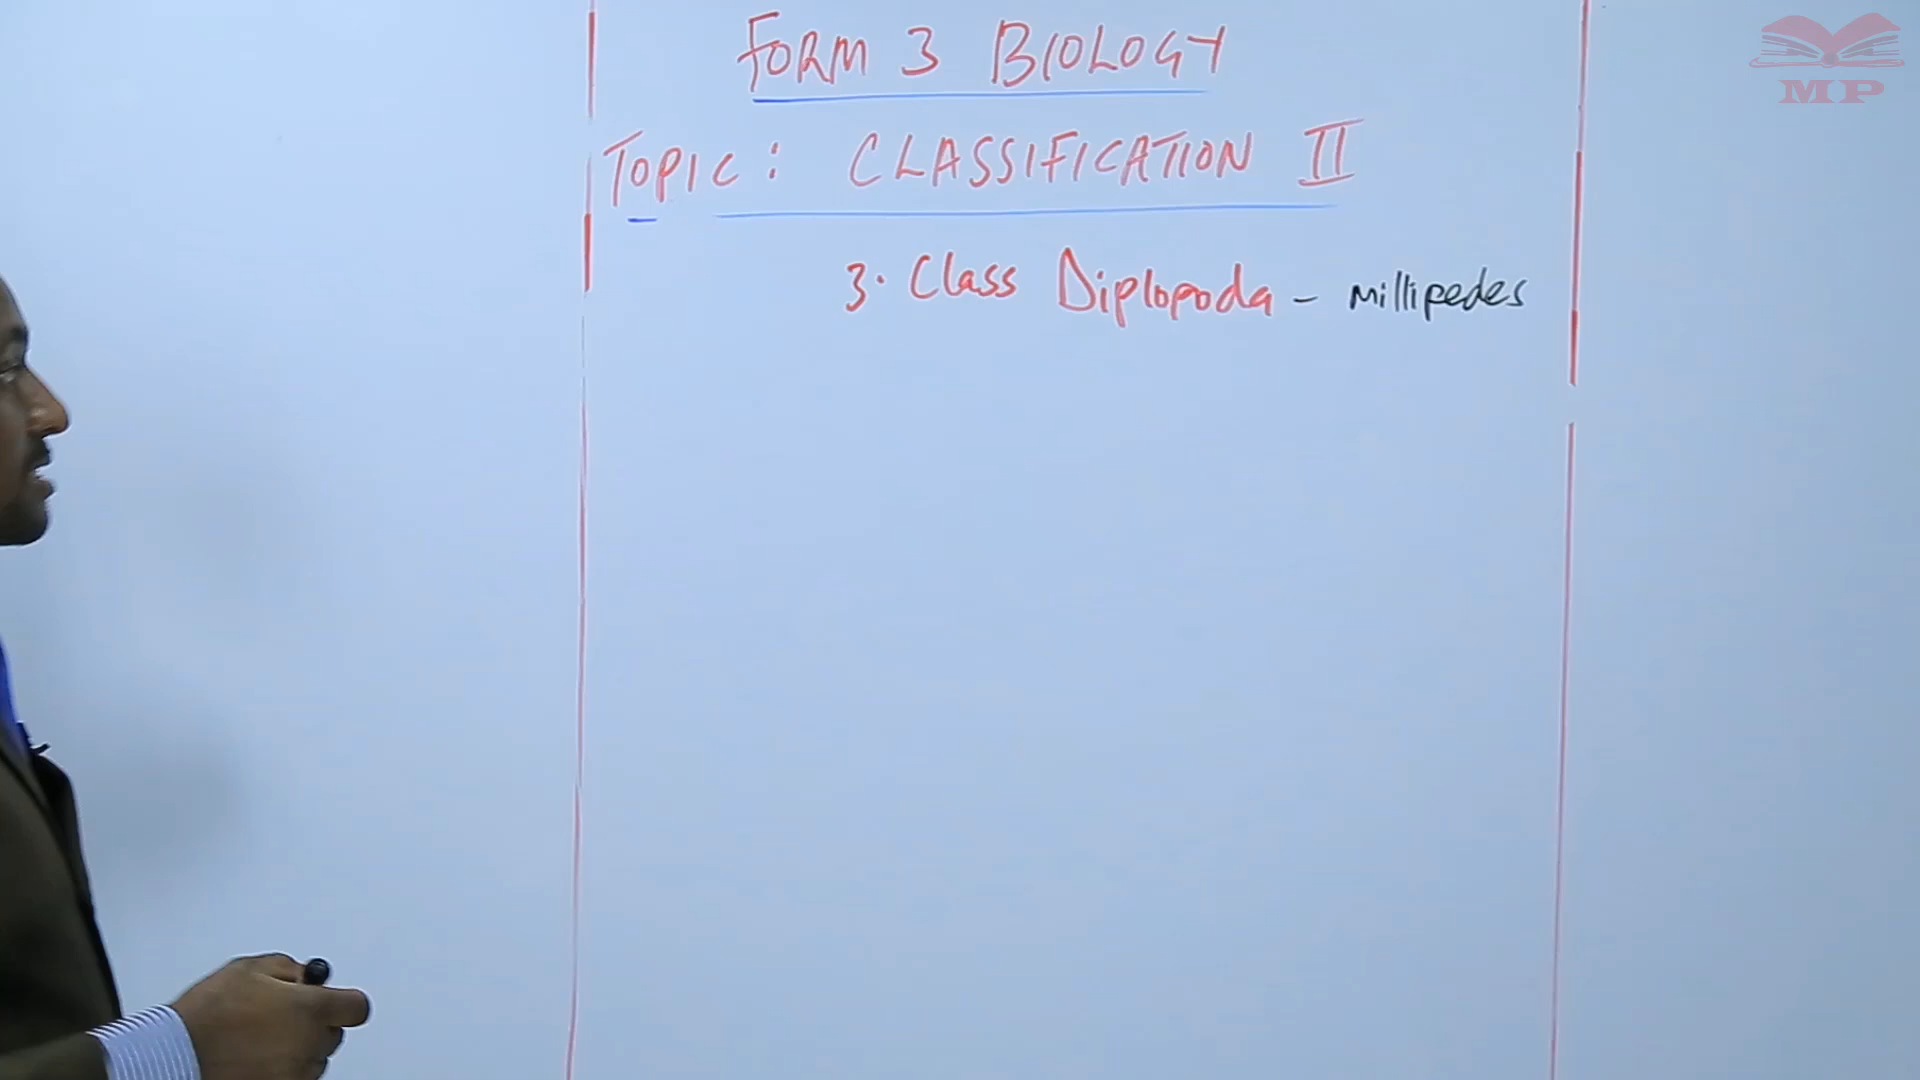 FORM 3 BIOLOGY
TOPIC: CLASSIFICATION II
3. Class Diplopoda - millipedes
MP